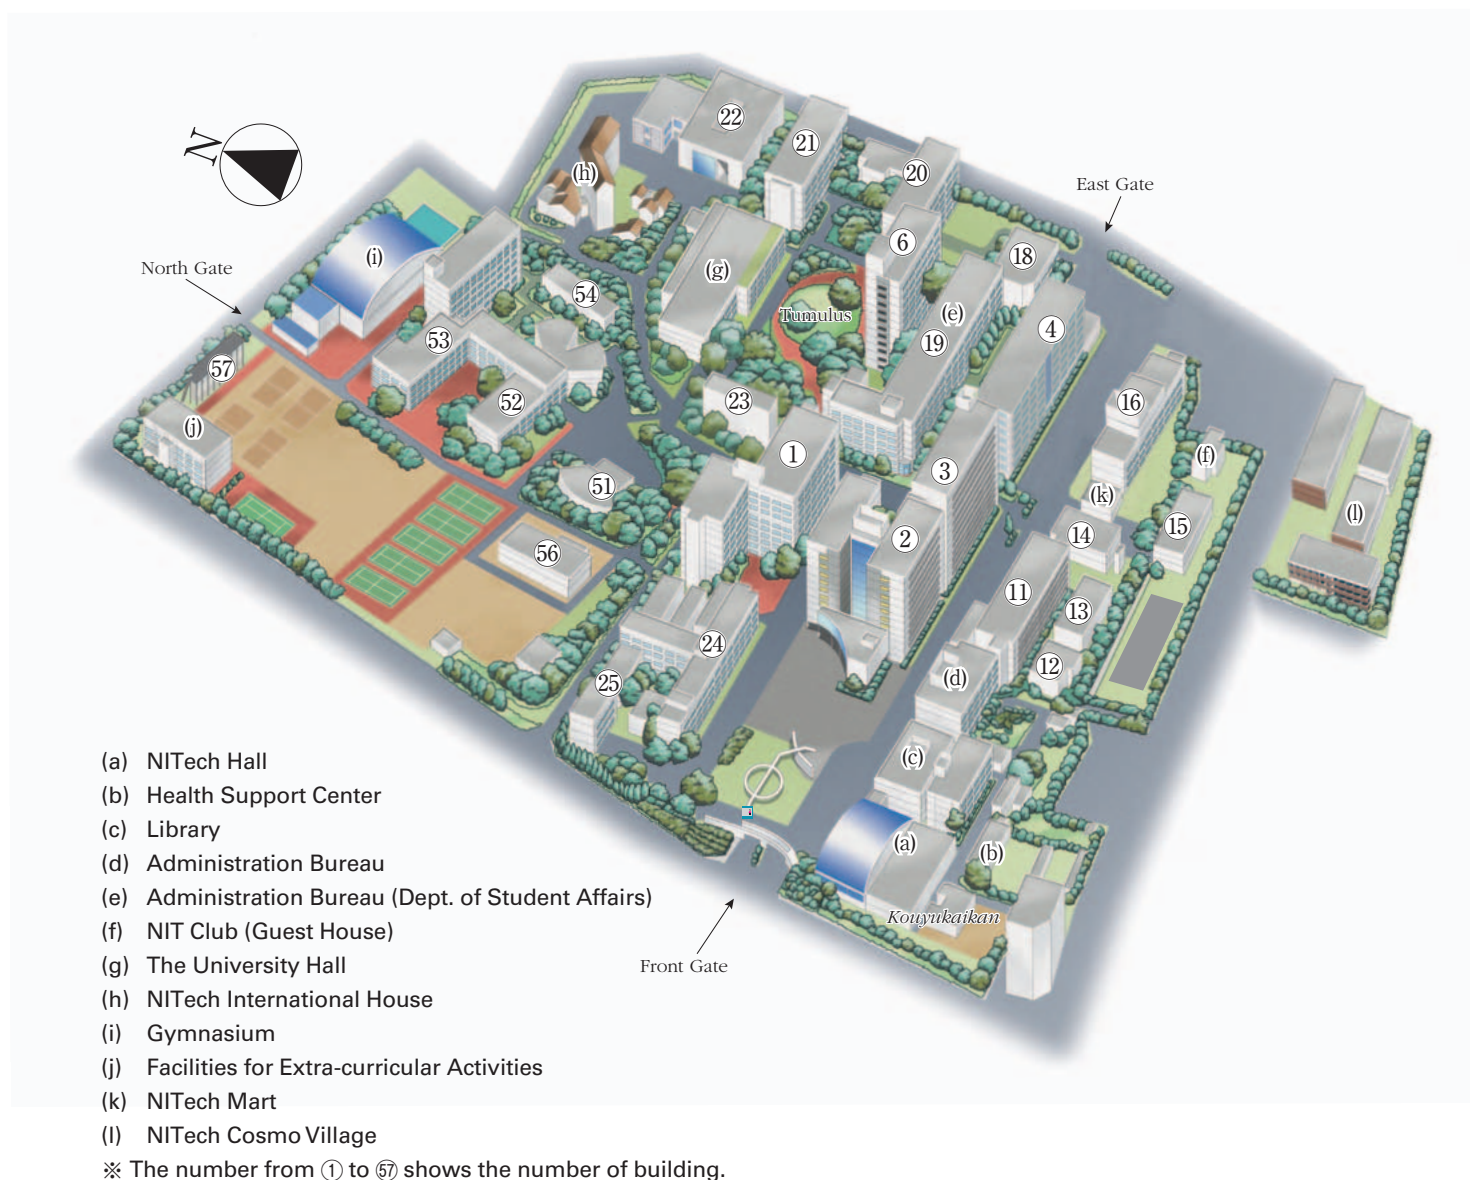 N
22
21
20
East Gate
(h)
6
18
(i)
(g)
North Gate
54
Tumulus
(e)
4
53
19
57
16
52
23
(j)
1
(f)
3
51
(k)
(l)
15
14
2
56
11
13
24
12
25
(d)
(c)
(a)
(b)
Kouyukaikan
Front Gate
(a) NITech Hall
(b) Health Support Center
(c) Library
(d) Administration Bureau
(e) Administration Bureau (Dept. of Student Affairs)
(f) NIT Club (Guest House)
(g) The University Hall
(h) NITech International House
(i) Gymnasium
(j) Facilities for Extra-curricular Activities
(k) NITech Mart
(l) NITech Cosmo Village
※ The number from ① to ㊼ shows the number of building.